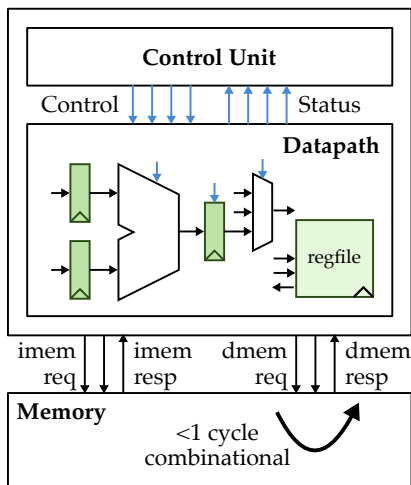 Control Unit
Control
Status
Datapath
regfile
imem
req
imem
resp
dmem
req
dmem
resp
Memory
<1 cycle
combinational